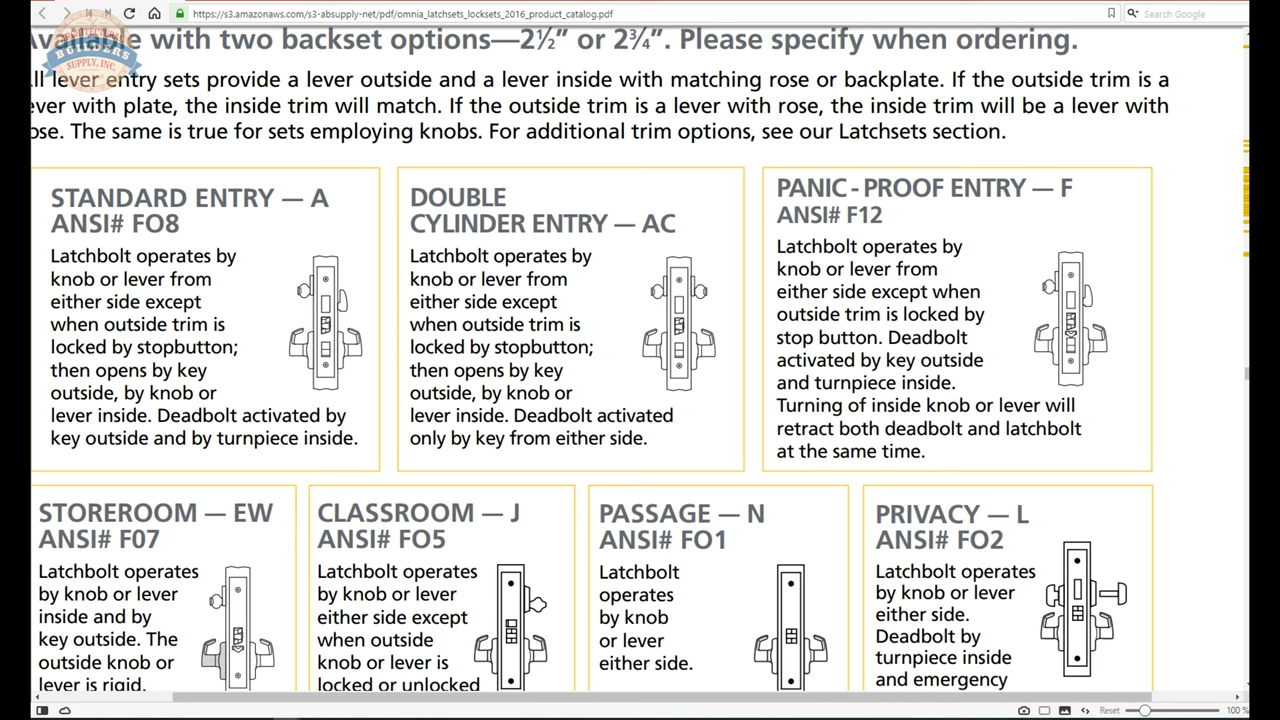 https://s3.amazonaws.com/s3-absupply-net/pdf/omnia_latchsets_locksets_2016_product_catalog.pdf
Search Google
ARCHITECTURAL
BUILDERS
SUPPLY, INC.
Available with two backset options—2½” or 2¾”. Please specify when ordering.
ll lever entry sets provide a lever outside and a lever inside with matching rose or backplate. If the outside trim is a
ever with plate, the inside trim will match. If the outside trim is a lever with rose, the inside trim will be a lever with
ose. The same is true for sets employing knobs. For additional trim options, see our Latchsets section.
STANDARD ENTRY — A
ANSI# FO8
Latchbolt operates by
knob or lever from
either side except
when outside trim is
locked by stopbutton;
then opens by key
outside, by knob or
lever inside. Deadbolt activated by
key outside and by turnpiece inside.
DOUBLE
CYLINDER ENTRY — AC
Latchbolt operates by
knob or lever from
either side except
when outside trim is
locked by stopbutton;
then opens by key
outside, by knob or
lever inside. Deadbolt activated
only by key from either side.
PANIC-PROOF ENTRY — F
ANSI# F12
Latchbolt operates by
knob or lever from
either side except when
outside trim is locked by
stop button. Deadbolt
activated by key outside
and turnpiece inside.
Turning of inside knob or lever will
retract both deadbolt and latchbolt
at the same time.
STOREROOM — EW
ANSI# F07
Latchbolt operates
by knob or lever
inside and by
key outside. The
outside knob or
lever is rigid.
CLASSROOM — J
ANSI# FO5
Latchbolt operates
by knob or lever
either side except
when outside
knob or lever is
locked or unlocked
PASSAGE — N
ANSI# FO1
Latchbolt
operates
by knob
or lever
either side.
PRIVACY — L
ANSI# FO2
Latchbolt operates
by knob or lever
either side.
Deadbolt by
turnpiece inside
and emergency
Reset
100 %